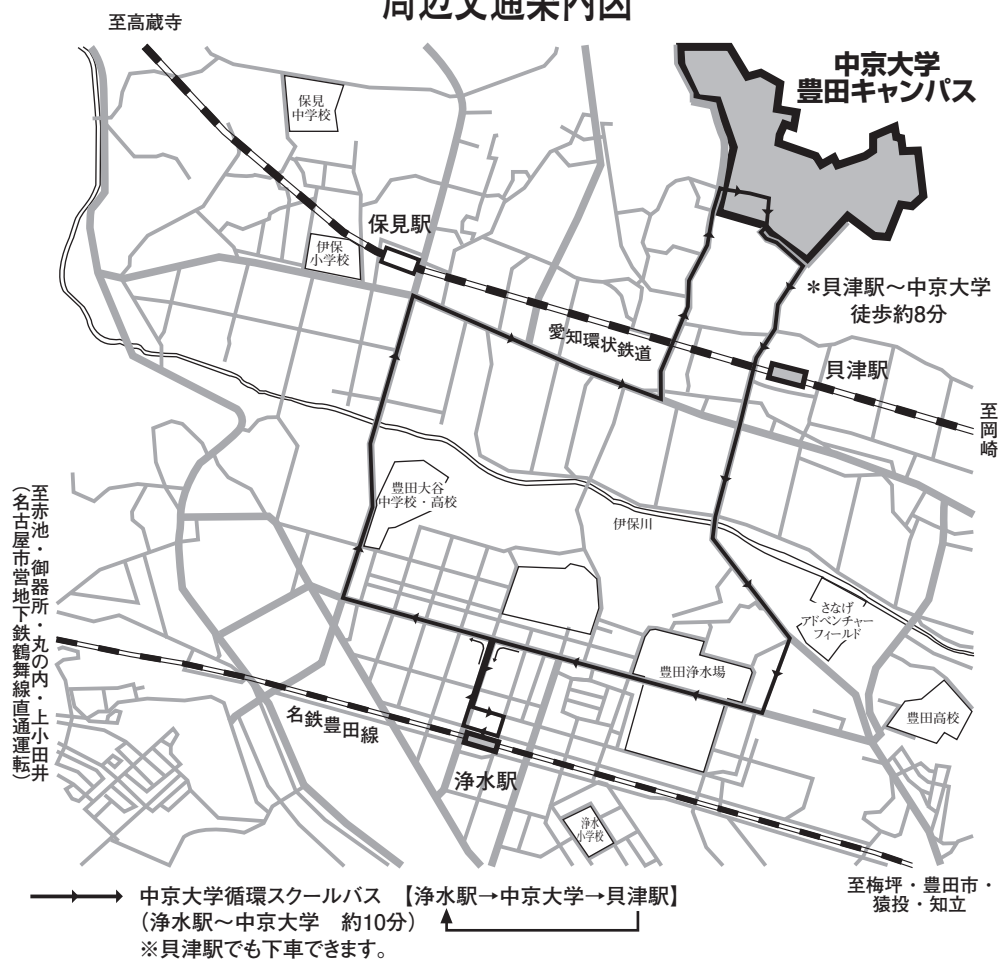 周辺交通案内図
至高蔵寺
中京大学
豊田キャンパス
保見
中学校
保見駅
伊保
小学校
*貝津駅～中京大学
徒歩約8分
愛知環状鉄道
貝津駅
至岡崎
豊田大谷
中学校・高校
伊保川
至赤池・御器所・丸の内・上小田井
（名古屋市営地下鉄鶴舞線直通運転）
さなげ
アドベンチャー
フィールド
豊田浄水場
豊田高校
名鉄豊田線
浄水駅
浄水
小学校
至梅坪・豊田市・
猿投・知立
中京大学循環スクールバス 【浄水駅→中京大学→貝津駅】
（浄水駅～中京大学 約10分）
※貝津駅でも下車できます。